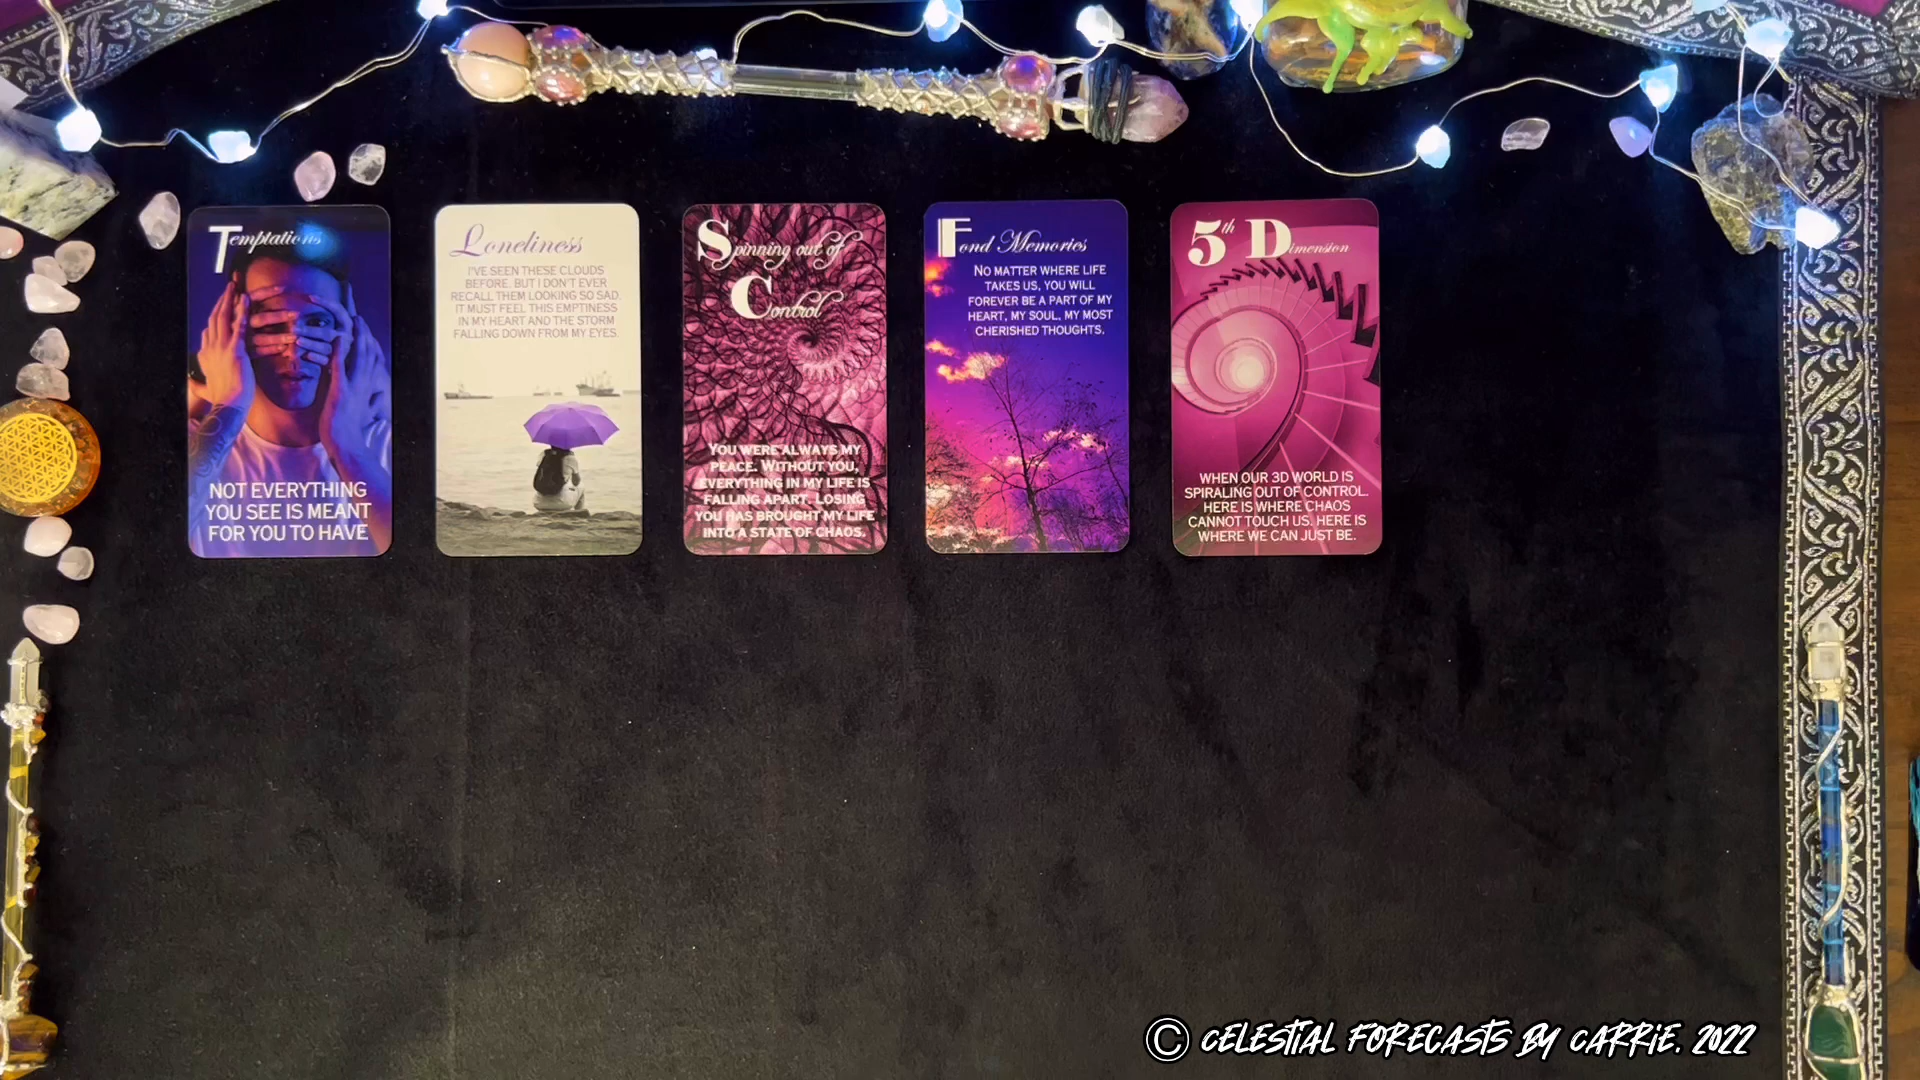 Temptations
NOT EVERYTHING
YOU SEE IS MEANT
FOR YOU TO HAVE
Loneliness
I'VE SEEN THESE CLOUDS
BEFORE. BUT I DON'T EVER
RECALL THEM LOOKING SO SAD.
IT MUST FEEL THIS EMPTINESS
IN MY HEART AND THE STORM
FALLING DOWN FROM MY EYES.
Spinning out of
Control
YOU WERE ALWAYS MY
PEACE. WITHOUT YOU,
EVERYTHING IN MY LIFE IS
FALLING APART. LOSING
YOU HAS BROUGHT MY LIFE
INTO A STATE OF CHAOS.
Fond Memories
NO MATTER WHERE LIFE
TAKES US, YOU WILL
FOREVER BE A PART OF MY
HEART, MY SOUL, MY MOST
CHERISHED THOUGHTS.
5th Dimension
WHEN OUR 3D WORLD IS
SPIRALING OUT OF CONTROL.
HERE IS WHERE CHAOS
CANNOT TOUCH US. HERE IS
WHERE WE CAN JUST BE.
© CELESTIAL FORECASTS BY CARRIE. 2022